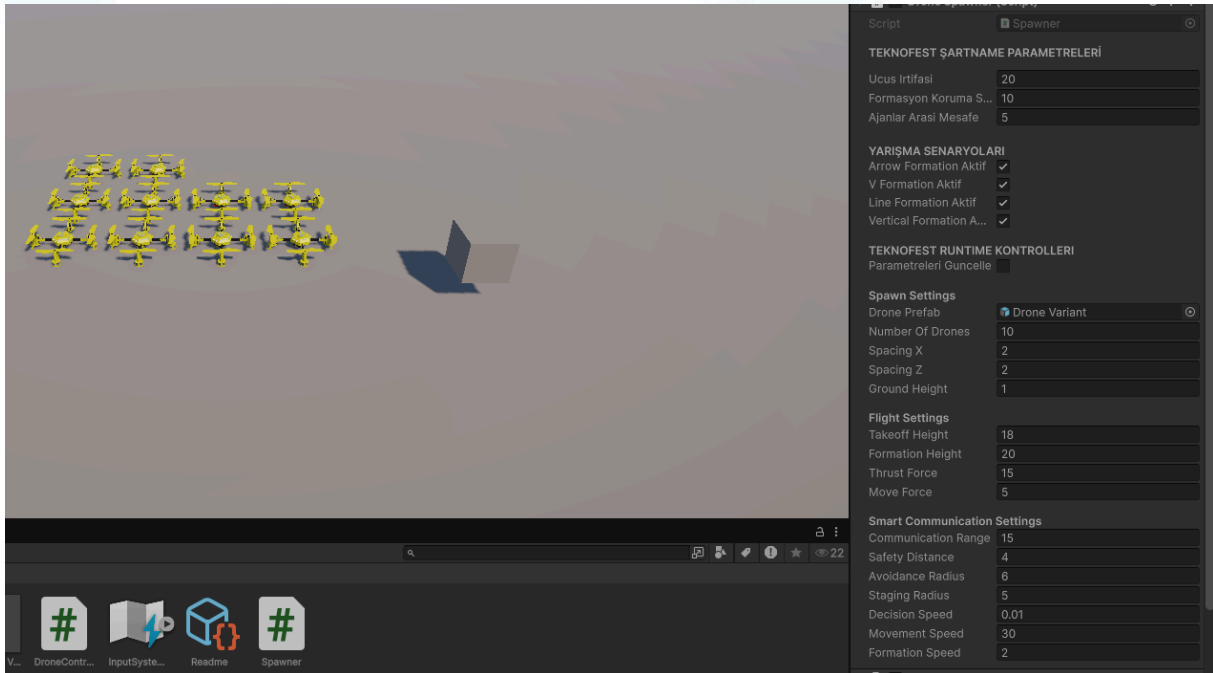 Script Spawner
TEKNOFEST ŞARTNAME PARAMETRELERİ
Ucus Irtifasi 20
Formasyon Koruma S... 10
Ajanlar Arasi Mesafe 5
YARIŞMA SENARYOLARI
Arrow Formation Aktif
V Formation Aktif
Line Formation Aktif
Vertical Formation A...
TEKNOFEST RUNTIME KONTROLLERI
Parametreleri Guncelle
Spawn Settings
Drone Prefab Drone Variant
Number Of Drones 10
Spacing X 2
Spacing Z 2
Ground Height 1
Flight Settings
Takeoff Height 18
Formation Height 20
Thrust Force 15
Move Force 5
Smart Communication Settings
Communication Range 15
Safety Distance 4
Avoidance Radius 6
Staging Radius 5
Decision Speed 0.01
Movement Speed 30
Formation Speed 2
22
V... DroneContr... InputSyste... Readme Spawner